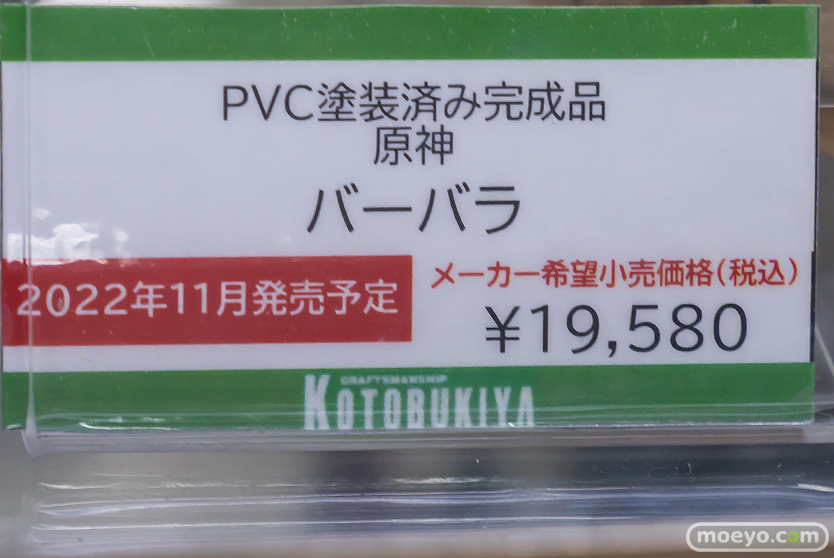 PVC塗装済み完成品
原神
バーバラ
2022年11月発売予定
メーカー希望小売価格(税込)
¥19,580
CRAFTSMANSHIP
KOTOBUKIYA
moeyo.com